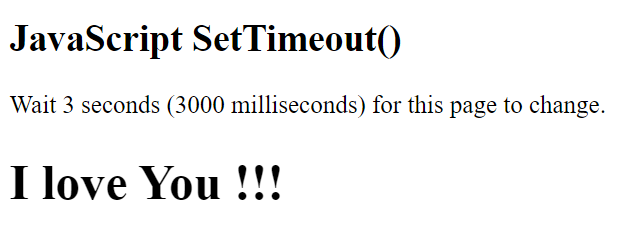 JavaScript SetTimeout()
Wait 3 seconds (3000 milliseconds) for this page to change.
I love You !!!